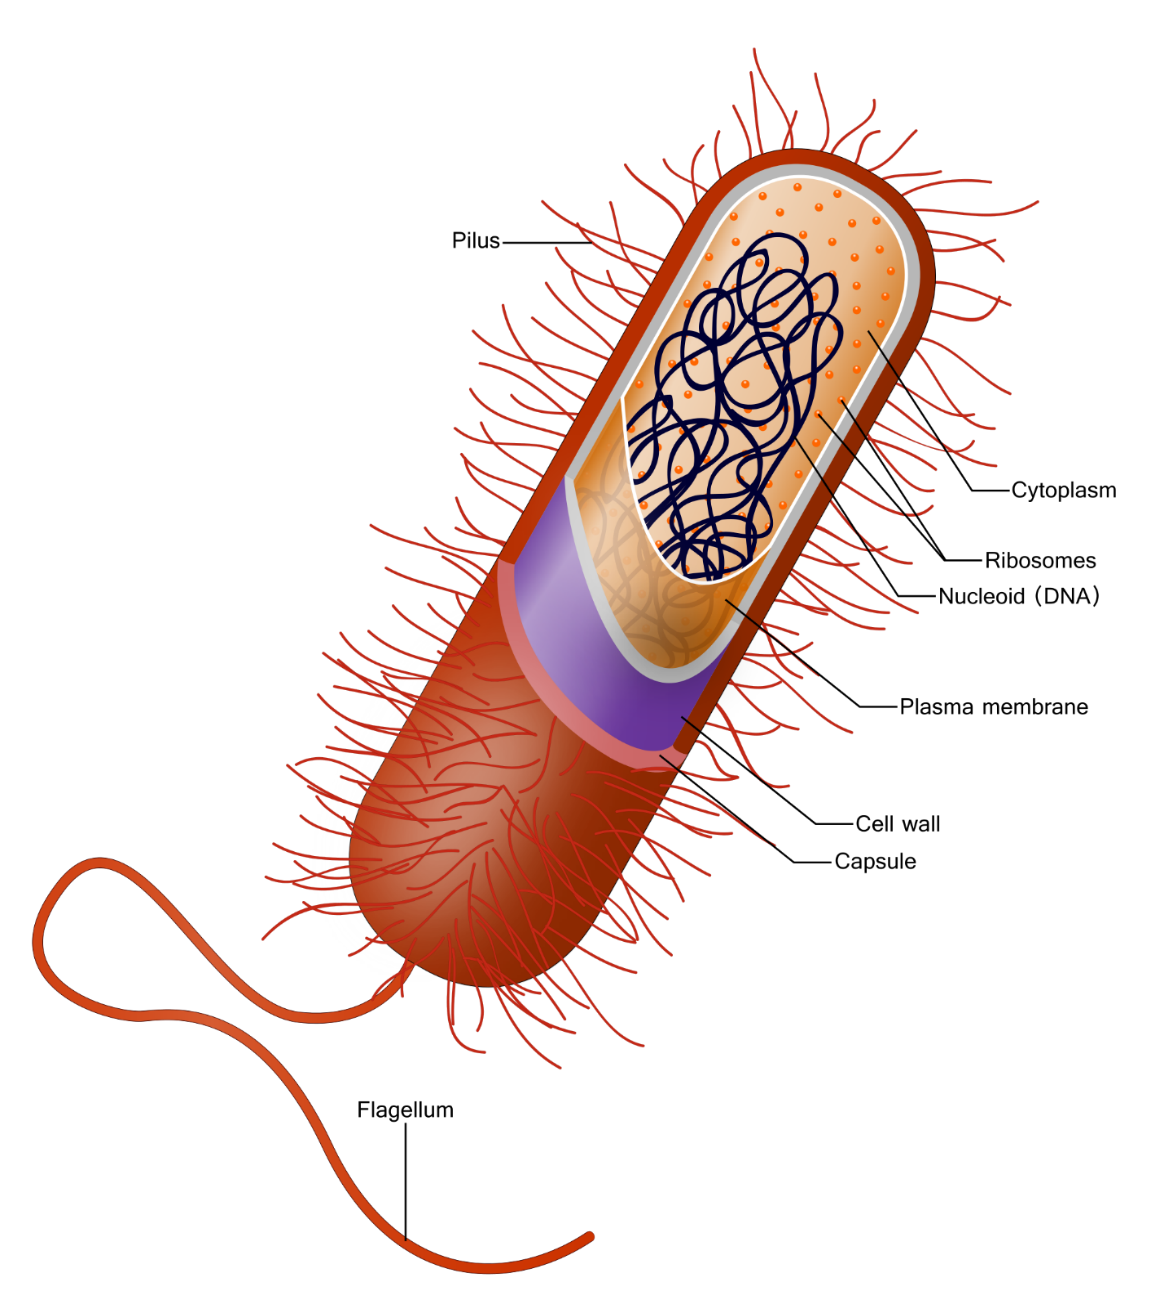 Pilus
Cytoplasm
Ribosomes
Nucleoid (DNA)
Plasma membrane
Cell wall
Capsule
Flagellum